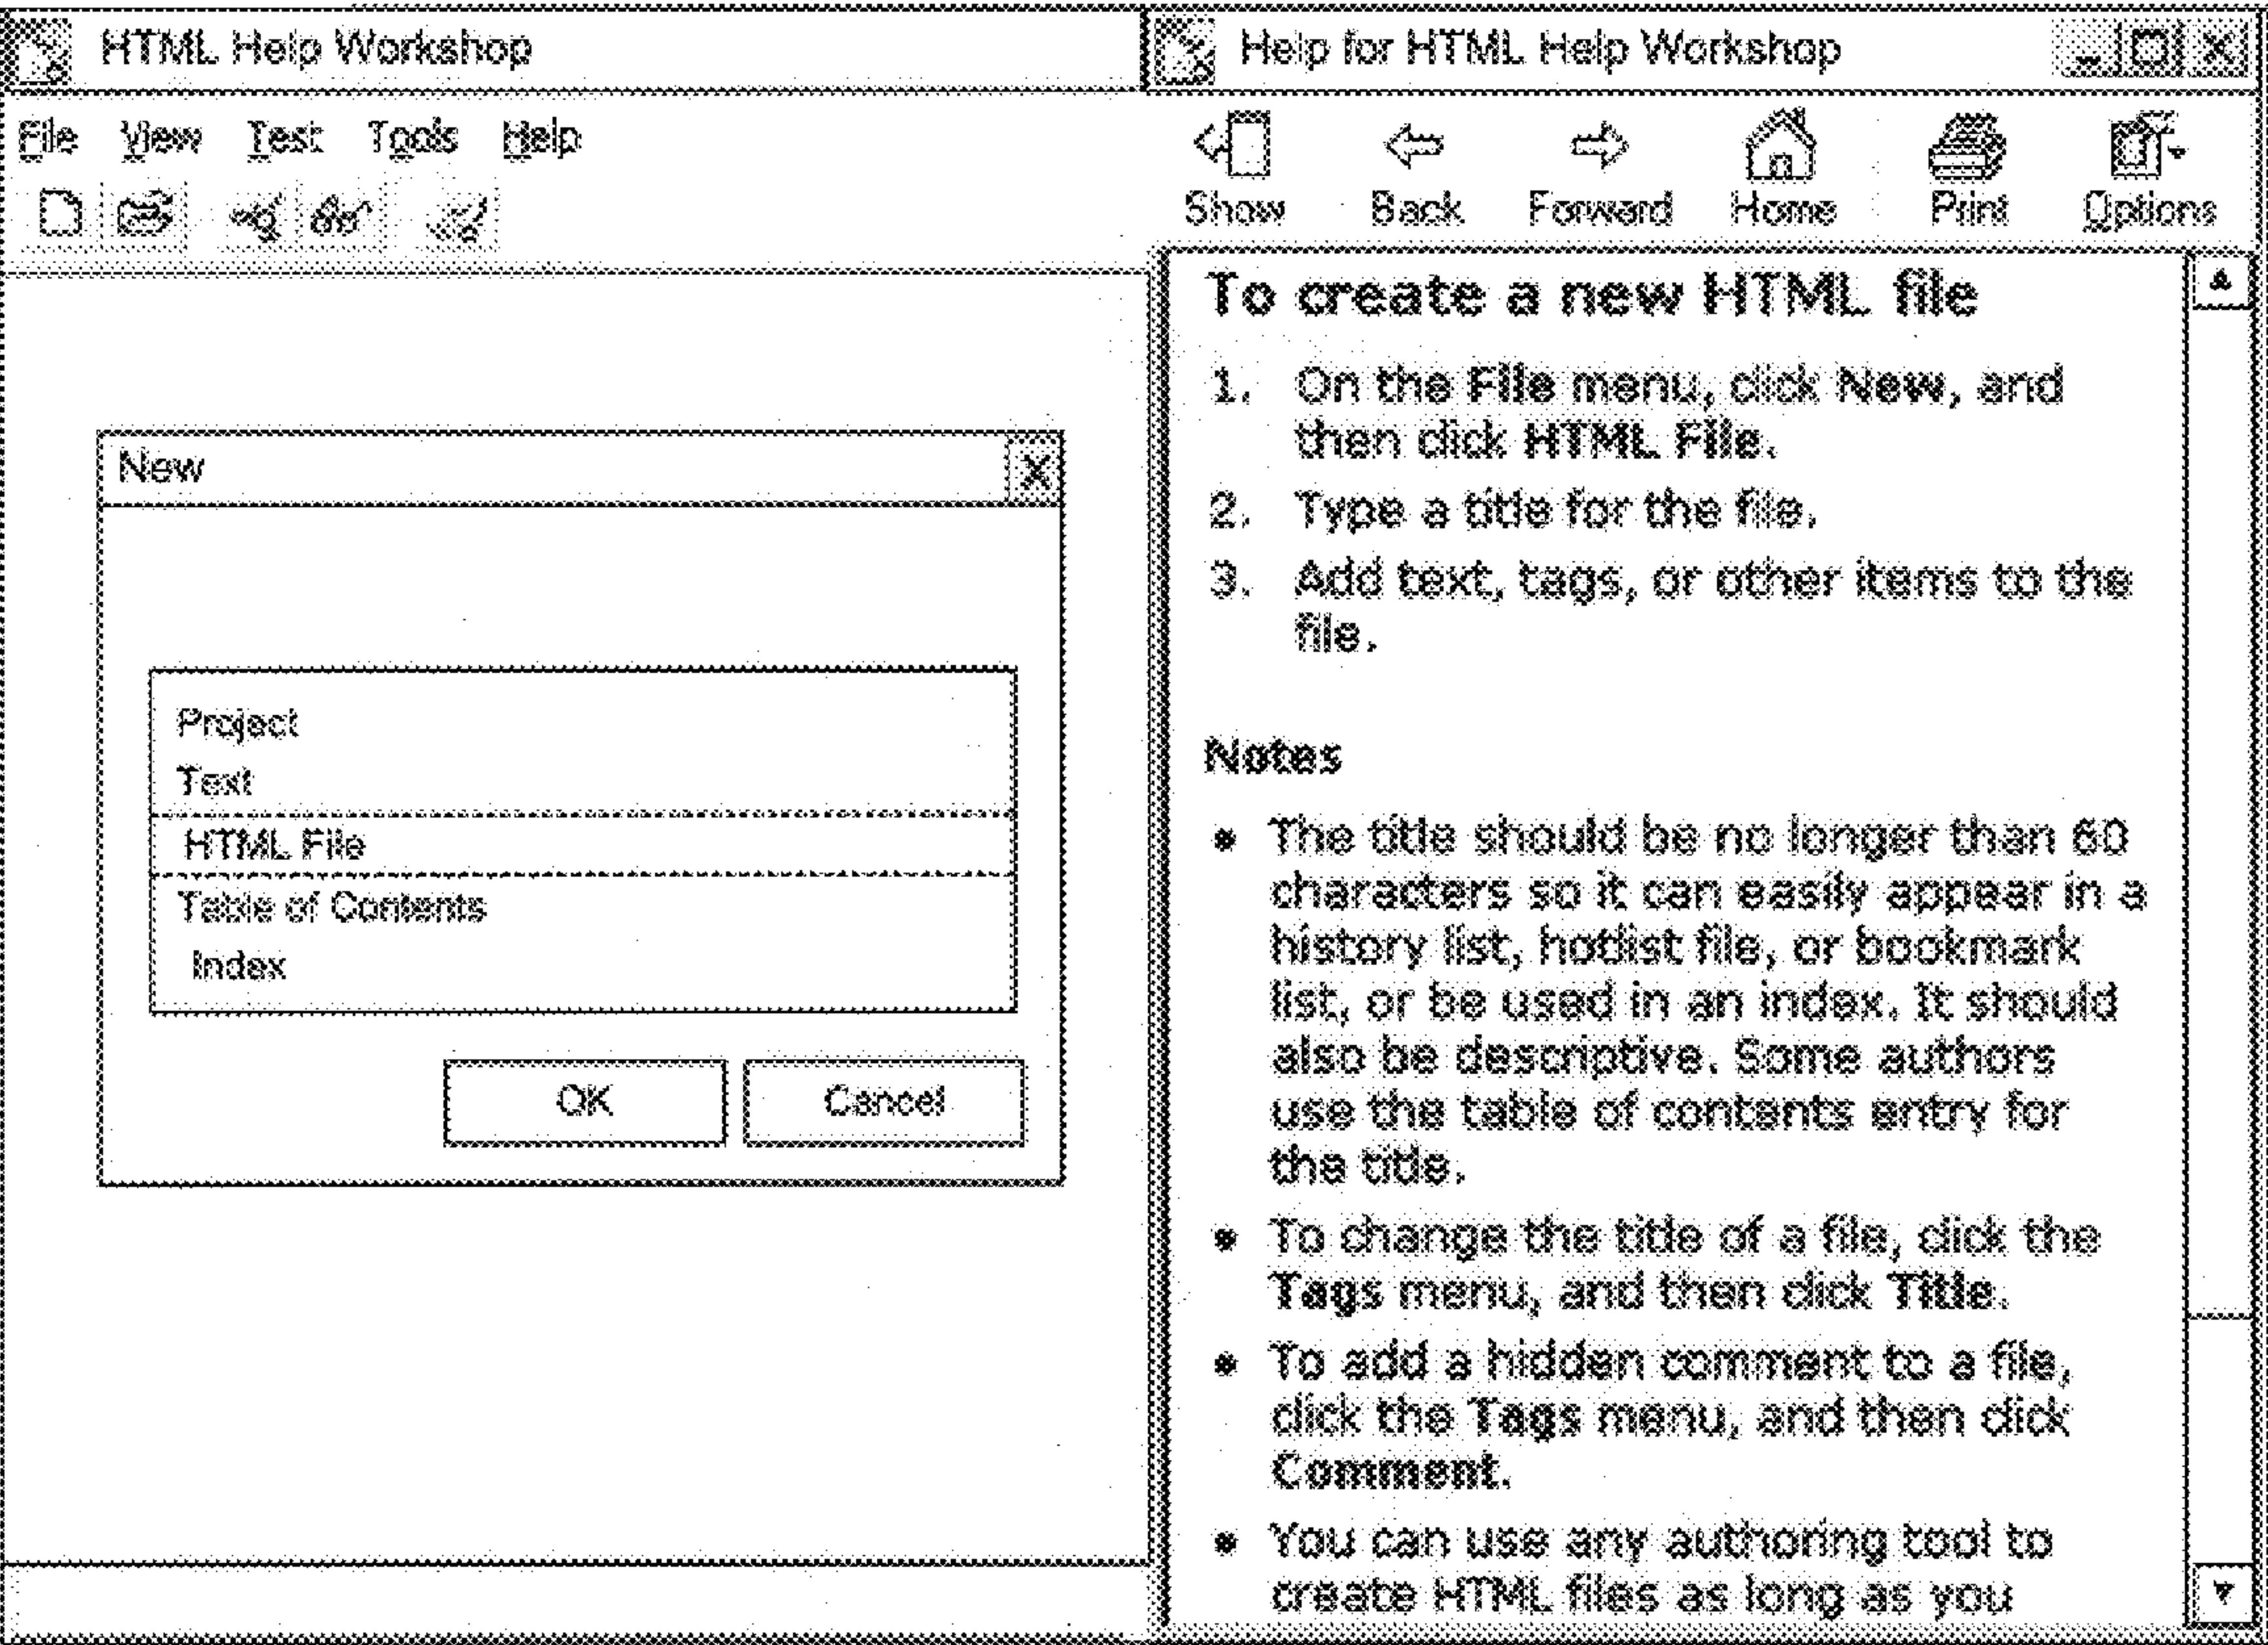 HTML Help Workshop
File View Test Tools Help
New
X
Project
Text
HTML File
Table of Contents
Index
OK Cancel
Help for HTML Help Workshop
Show Back Forward Home Print Options
To create a new HTML file
1. On the File menu, click New, and
then click HTML File.
2. Type a title for the file.
3. Add text, tags, or other items to the
file.
Notes
• The title should be no longer than 60
characters so it can easily appear in a
history list, hotlist file, or bookmark
list, or be used in an index. It should
also be descriptive. Some authors
use the table of contents entry for
the title.
• To change the title of a file, click the
Tags menu, and then click Title.
• To add a hidden comment to a file,
click the Tags menu, and then click
Comment.
• You can use any authoring tool to
create HTML files as long as you